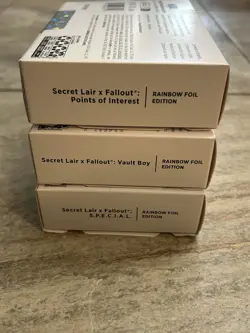 Secret Lair x Fallout®:
Points of Interest
RAINBOW FOIL
EDITION
Secret Lair x Fallout®: Vault Boy
RAINBOW FOIL
EDITION
Secret Lair x Fallout®:
S.P.E.C.I.A.L.
RAINBOW FOIL
EDITION